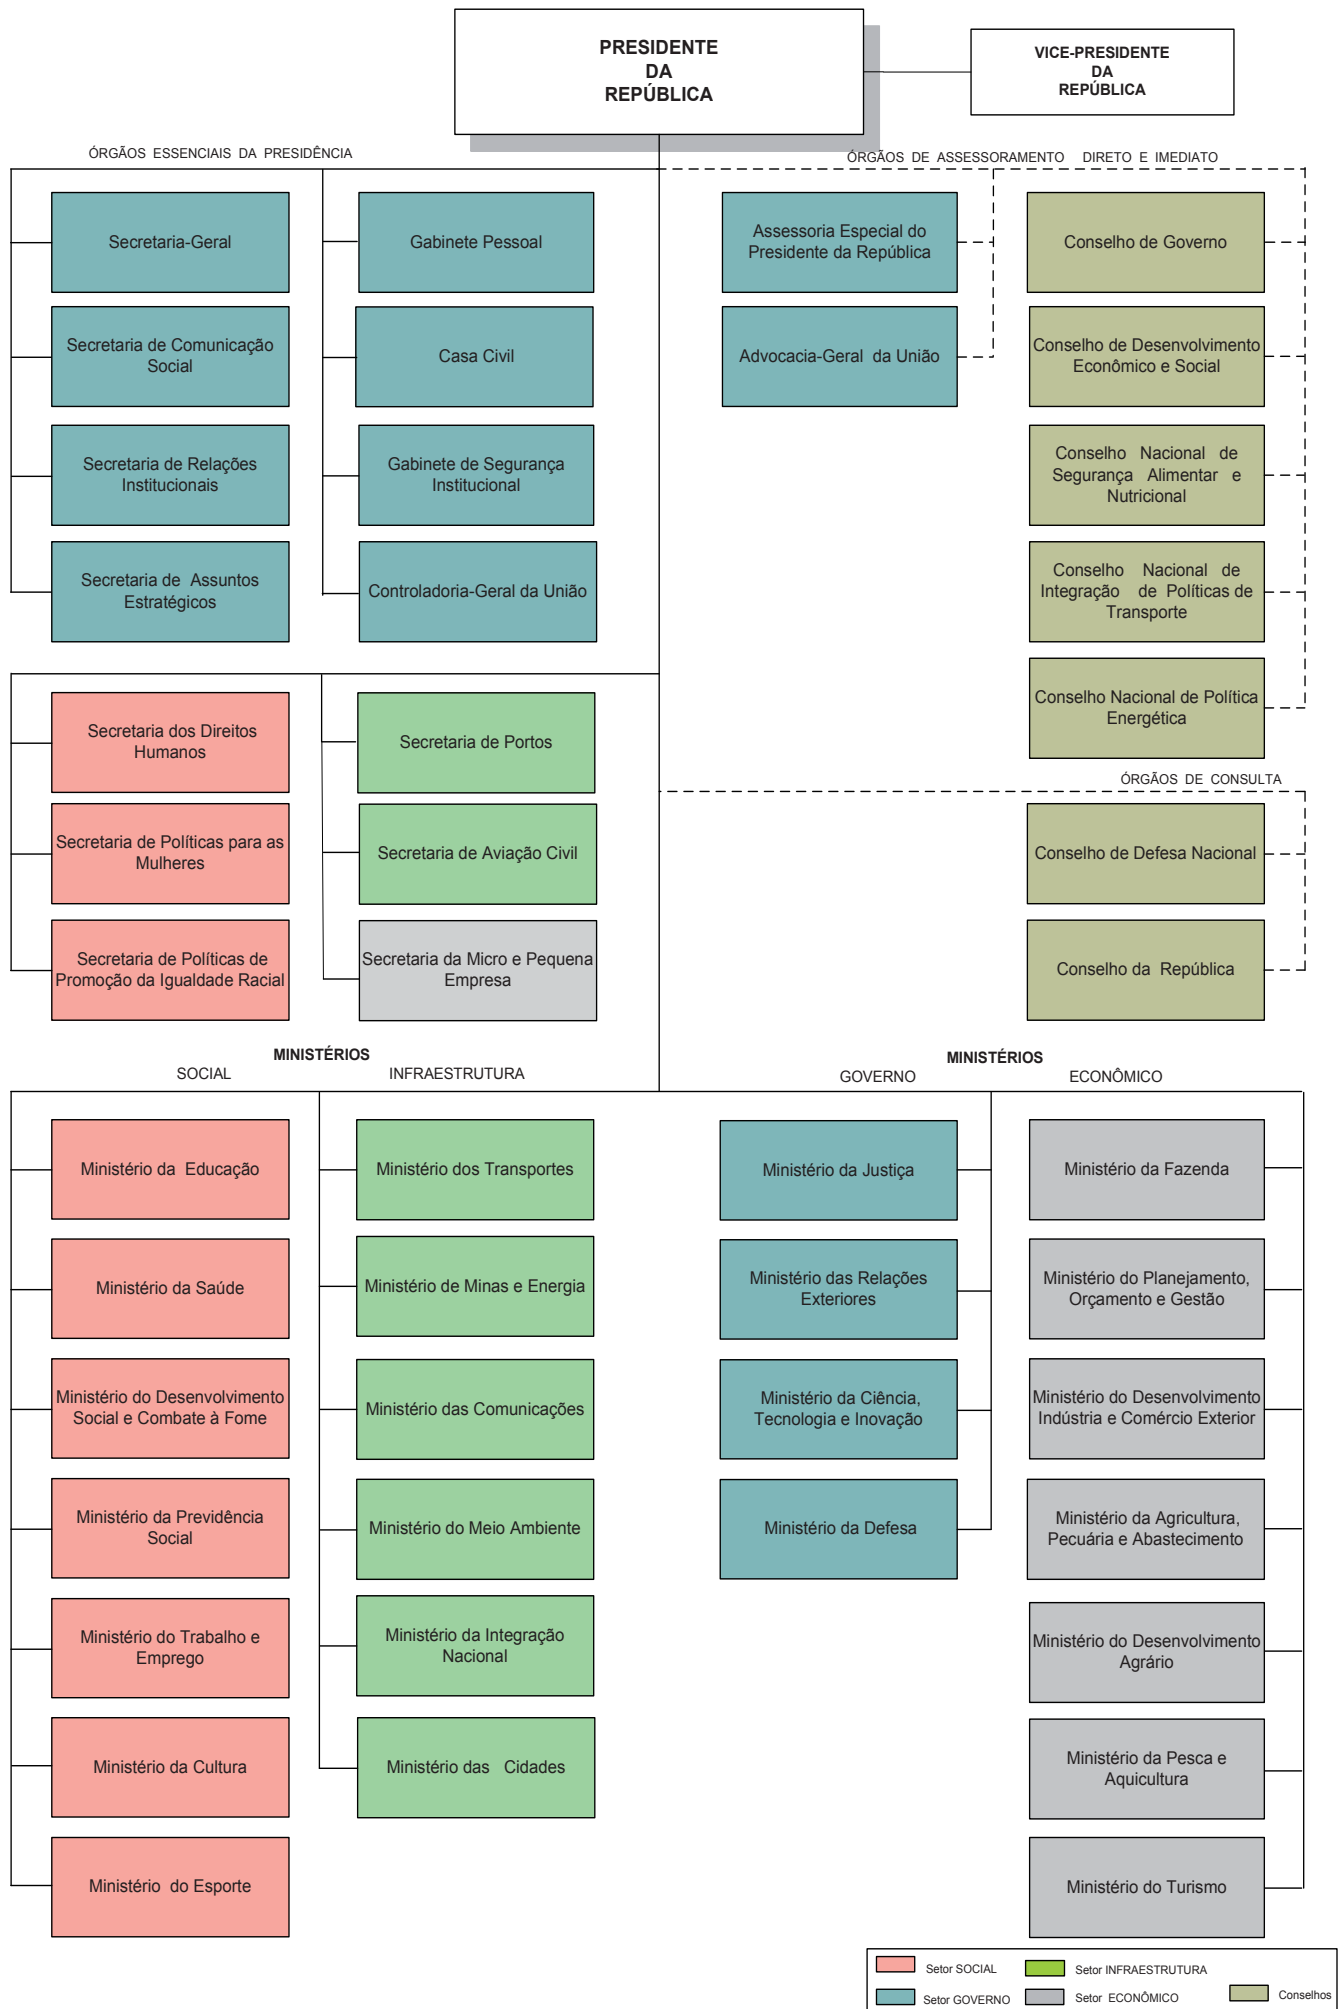 PRESIDENTE
DA
REPÚBLICA
VICE-PRESIDENTE
DA
REPÚBLICA
ÓRGÃOS ESSENCIAIS DA PRESIDÊNCIA
ÓRGÃOS DE ASSESSORAMENTO DIRETO E IMEDIATO
Secretaria-Geral
Gabinete Pessoal
Assessoria Especial do
Presidente da República
Conselho de Governo
Secretaria de Comunicação
Social
Casa Civil
Advocacia-Geral da União
Conselho de Desenvolvimento
Econômico e Social
Secretaria de Relações
Institucionais
Gabinete de Segurança
Institucional
Conselho Nacional de
Segurança Alimentar e
Nutricional
Secretaria de Assuntos
Estratégicos
Controladoria-Geral da União
Conselho Nacional de
Integração de Políticas de
Transporte
Secretaria dos Direitos
Humanos
Secretaria de Portos
Conselho Nacional de Política
Energética
ÓRGÃOS DE CONSULTA
Secretaria de Políticas para as
Mulheres
Secretaria de Aviação Civil
Conselho de Defesa Nacional
Secretaria de Políticas de
Promoção da Igualdade Racial
Secretaria da Micro e Pequena
Empresa
Conselho da República
MINISTÉRIOS
SOCIAL
INFRAESTRUTURA
MINISTÉRIOS
GOVERNO
ECONÔMICO
Ministério da Educação
Ministério dos Transportes
Ministério da Justiça
Ministério da Fazenda
Ministério da Saúde
Ministério de Minas e Energia
Ministério das Relações
Exteriores
Ministério do Planejamento,
Orçamento e Gestão
Ministério do Desenvolvimento
Social e Combate à Fome
Ministério das Comunicações
Ministério da Ciência,
Tecnologia e Inovação
Ministério do Desenvolvimento
Indústria e Comércio Exterior
Ministério da Previdência
Social
Ministério do Meio Ambiente
Ministério da Defesa
Ministério da Agricultura,
Pecuária e Abastecimento
Ministério do Trabalho e
Emprego
Ministério da Integração
Nacional
Ministério do Desenvolvimento
Agrário
Ministério da Cultura
Ministério das Cidades
Ministério da Pesca e
Aquicultura
Ministério do Esporte
Ministério do Turismo
Setor SOCIAL
Setor INFRAESTRUTURA
Setor GOVERNO
Setor ECONÔMICO
Conselhos